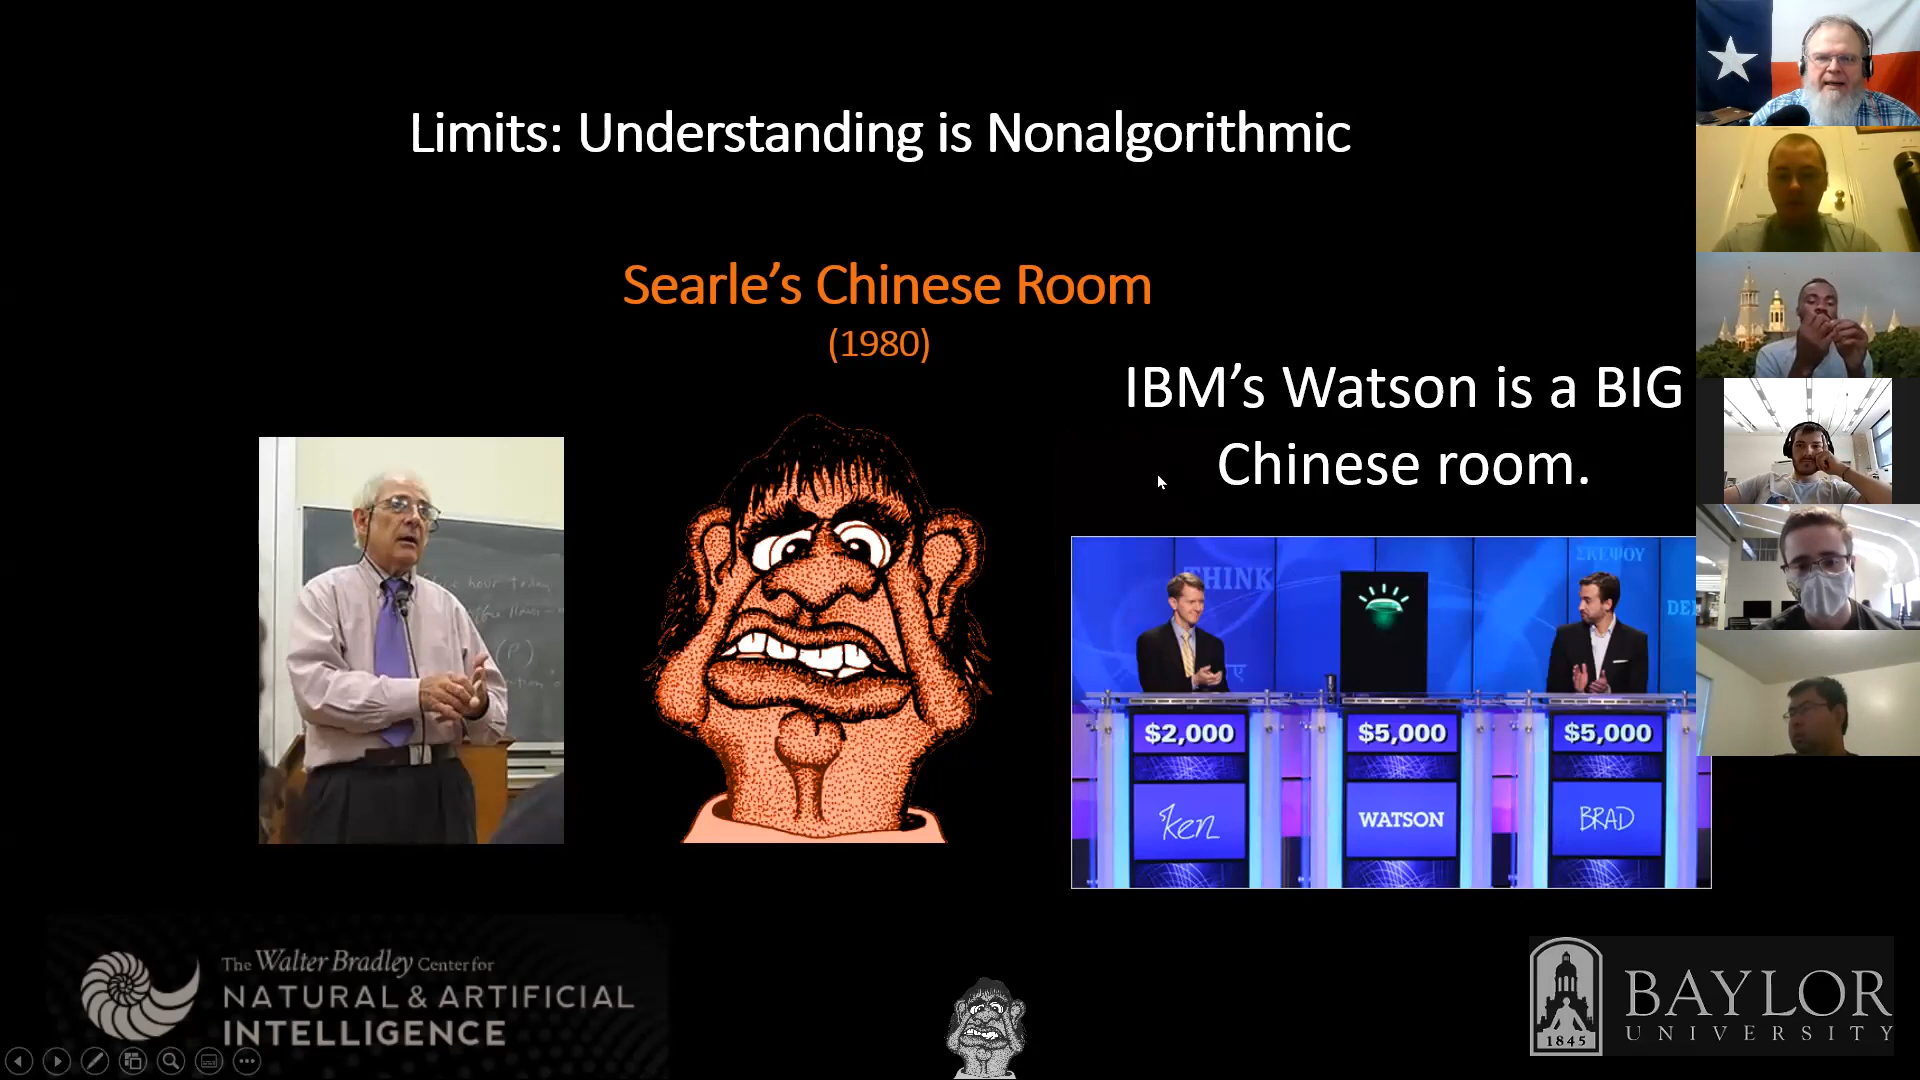 Limits: Understanding is Nonalgorithmic
Searle’s Chinese Room
(1980)
IBM’s Watson is a BIG
Chinese room.
THINK
ΣΚΕΨΟΥ
$2,000
$5,000
$5,000
Ken
WATSON
BRAD
The Walter Bradley Center for
NATURAL & ARTIFICIAL
INTELLIGENCE
BAYLOR
UNIVERSITY
1845